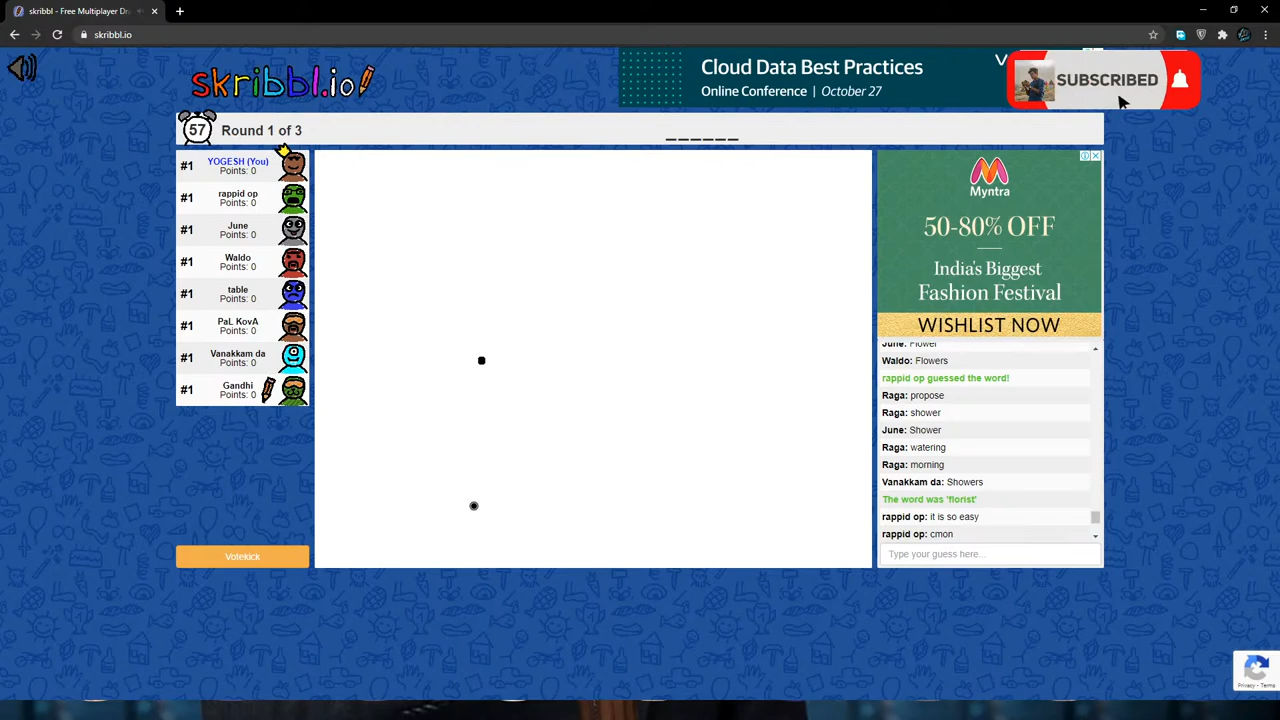 skribbl - Free Multiplayer Dra
skribbl.io
skribbl.io
Cloud Data Best Practices
Online Conference | October 27
SUBSCRIBED
57
Round 1 of 3
______
#1 YOGESH (You)
Points: 0
#1 rappid op
Points: 0
#1 June
Points: 0
#1 Waldo
Points: 0
#1 table
Points: 0
#1 PaL KovA
Points: 0
#1 Vanakkam da
Points: 0
#1 Gandhi
Points: 0
Votekick
Myntra
50-80% OFF
India's Biggest
Fashion Festival
WISHLIST NOW
June: Flower
Waldo: Flowers
rappid op guessed the word!
Raga: propose
Raga: shower
June: Shower
Raga: watering
Raga: morning
Vanakkam da: Showers
The word was 'florist'
rappid op: it is so easy
rappid op: cmon
Type your guess here...
Privacy - Terms